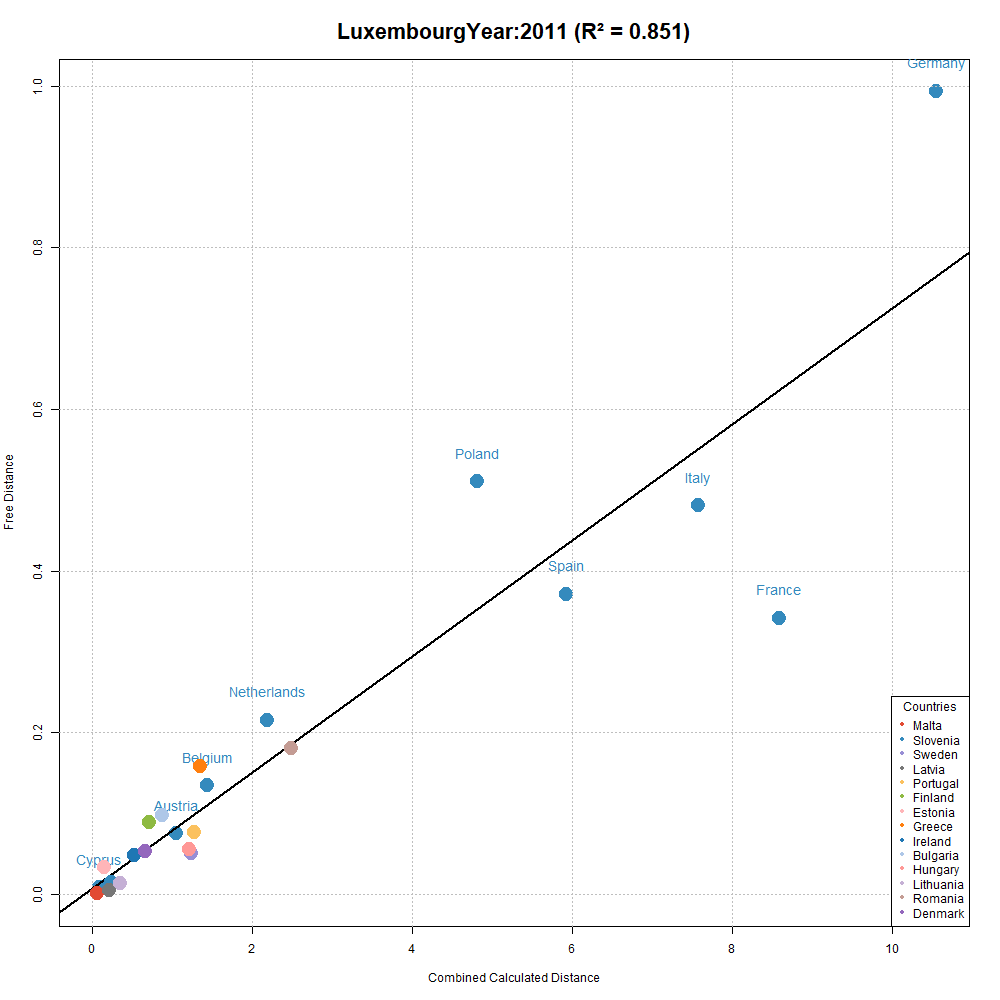 LuxembourgYear:2011 (R² = 0.851)
Germany
Poland
Italy
Spain
France
Netherlands
Belgium
Austria
Cyprus
Countries
Malta
Slovenia
Sweden
Latvia
Portugal
Finland
Estonia
Greece
Ireland
Bulgaria
Hungary
Lithuania
Romania
Denmark
1.0
0.8
0.6
0.4
0.2
0.0
Free Distance
0 2 4 6 8 10
Combined Calculated Distance